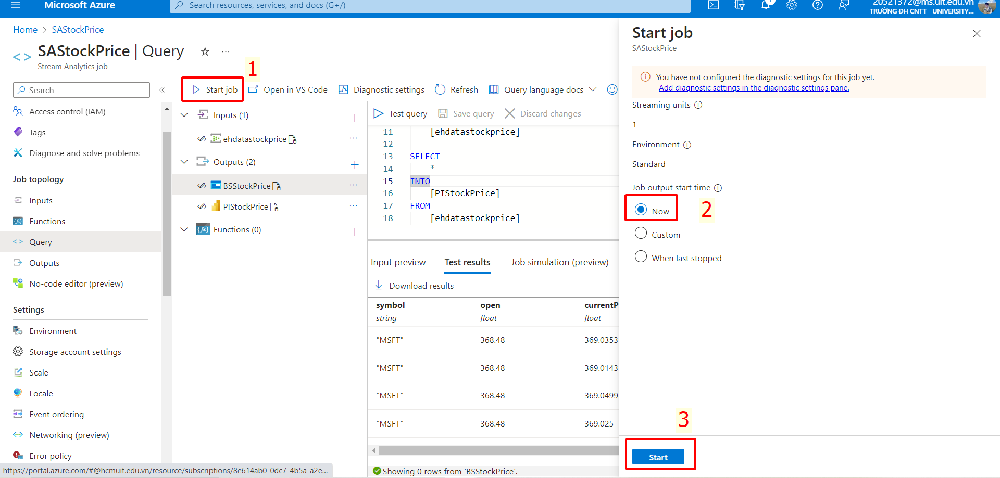 Microsoft Azure
Search resources, services, and docs (G+/)
20521372@ms.uit.edu.vn
TRƯỜNG ĐH CNTT - UNIVERSITY...
Home > SAStockPrice
SAStockPrice | Query
...
Stream Analytics job
1
Search
«
Start job
Open in VS Code
Diagnostic settings
Refresh
Query language docs
Access control (IAM)
Tags
Diagnose and solve problems
Job topology
Inputs
Functions
Query
Outputs
No-code editor (preview)
Settings
Environment
Storage account settings
Scale
Locale
Event ordering
Networking (preview)
Error policy
https://portal.azure.com/#@hcmuit.edu.vn/resource/subscriptions/8e614ab0-0dc7-4b5a-a2e...
Inputs (1)
ehdatastockprice
Outputs (2)
BSStockPrice
PIStockPrice
Functions (0)
Test query
Save query
Discard changes
11 [ehdatastockprice]
12
13 SELECT
14 *
15 INTO
16 [PIStockPrice]
17 FROM
18 [ehdatastockprice]
Input preview
Test results
Job simulation (preview)
Download results
symbol open currentP
string float float
"MSFT" 368.48 369.0353
"MSFT" 368.48 369.0143
"MSFT" 368.48 369.0499
"MSFT" 368.48 369.025
Showing 0 rows from 'BSStockPrice'.
Start job
SAStockPrice
You have not configured the diagnostic settings for this job yet.
Add diagnostic settings in the diagnostic settings pane.
Streaming units
1
Environment
Standard
Job output start time
Now
2
Custom
When last stopped
3
Start